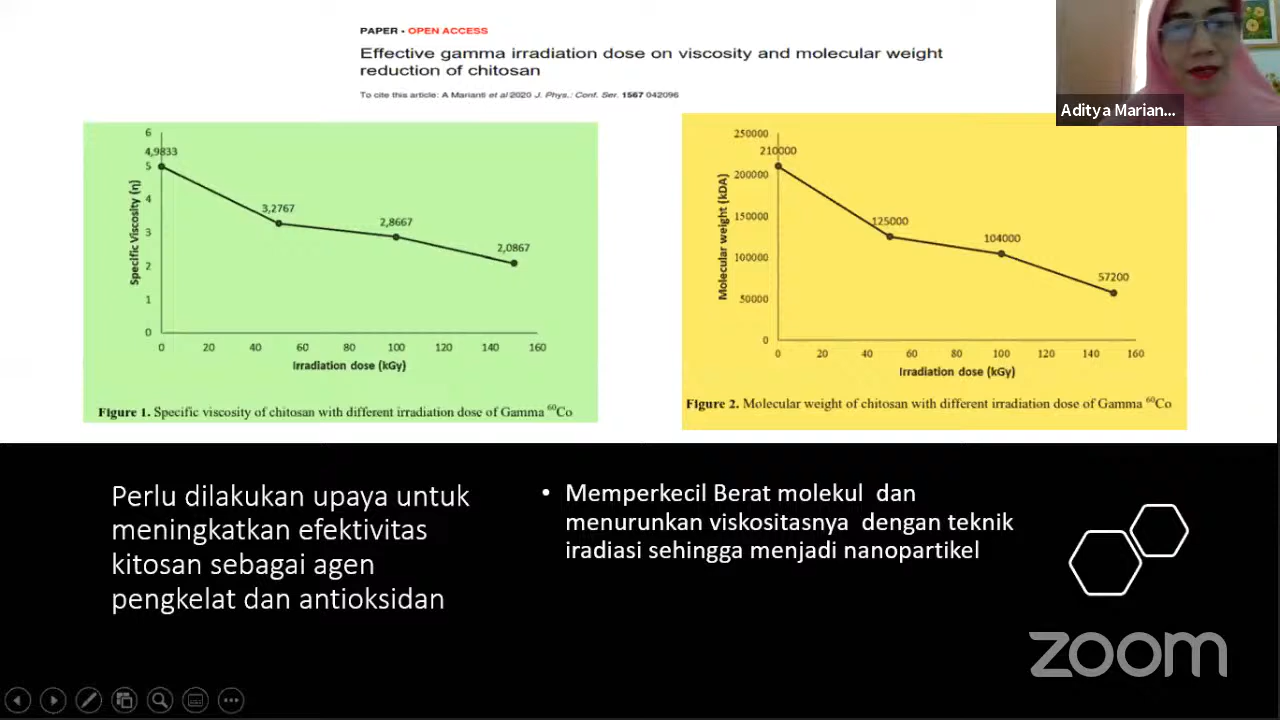 PAPER • OPEN ACCESS
Effective gamma irradiation dose on viscosity and molecular weight
reduction of chitosan
To cite this article: A Marianti et al 2020 J. Phys.: Conf. Ser. 1567 042096
Aditya Marian...
6
4,9833
5
4
3
2
1
0
Specific Viscosity (η)
3,2767
2,8667
2,0867
0 20 40 60 80 100 120 140 160
Irradiation dose (kGy)
Figure 1. Specific viscosity of chitosan with different irradiation dose of Gamma ⁶⁰Co
250000
210000
200000
150000
100000
50000
0
Molecular weight (kDA)
125000
104000
57200
0 20 40 60 80 100 120 140 160
Irradiation dose (kGy)
Figure 2. Molecular weight of chitosan with different irradiation dose of Gamma ⁶⁰Co
Perlu dilakukan upaya untuk
meningkatkan efektivitas
kitosan sebagai agen
pengkelat dan antioksidan
• Memperkecil Berat molekul dan
menurunkan viskositasnya dengan teknik
iradiasi sehingga menjadi nanopartikel
zoom